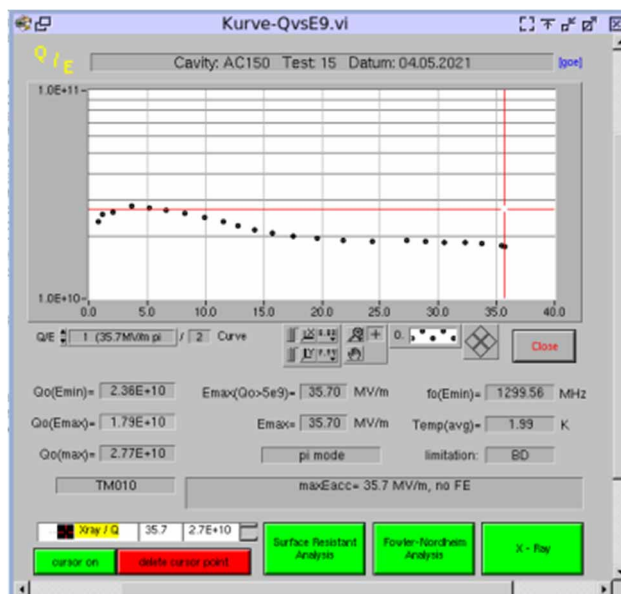 Kurve-QvsE9.vi
Q/E
Cavity: AC150 Test: 15 Datum: 04.05.2021 [goe]
1.0E+11
1.0E+10
0.0 5.0 10.0 15.0 20.0 25.0 30.0 35.0 40.0
Q/E 1 (35.7MV/m pi / 2 Curve
0.
Close
Qo(Emin)= 2.36E+10 Emax(Qo>5e9)= 35.70 MV/m fo(Emin)= 1299.56 MHz
Qo(Emax)= 1.79E+10 Emax= 35.70 MV/m Temp(avg)= 1.99 K
Qo(max)= 2.77E+10 pi mode limitation: BD
TM010 maxEacc= 35.7 MV/m, no FE
Xray / Q 35.7 2.7E+10
cursor on delete cursor point
Surface Resistant
Analysis
Fowler-Nordheim
Analysis
X - Ray